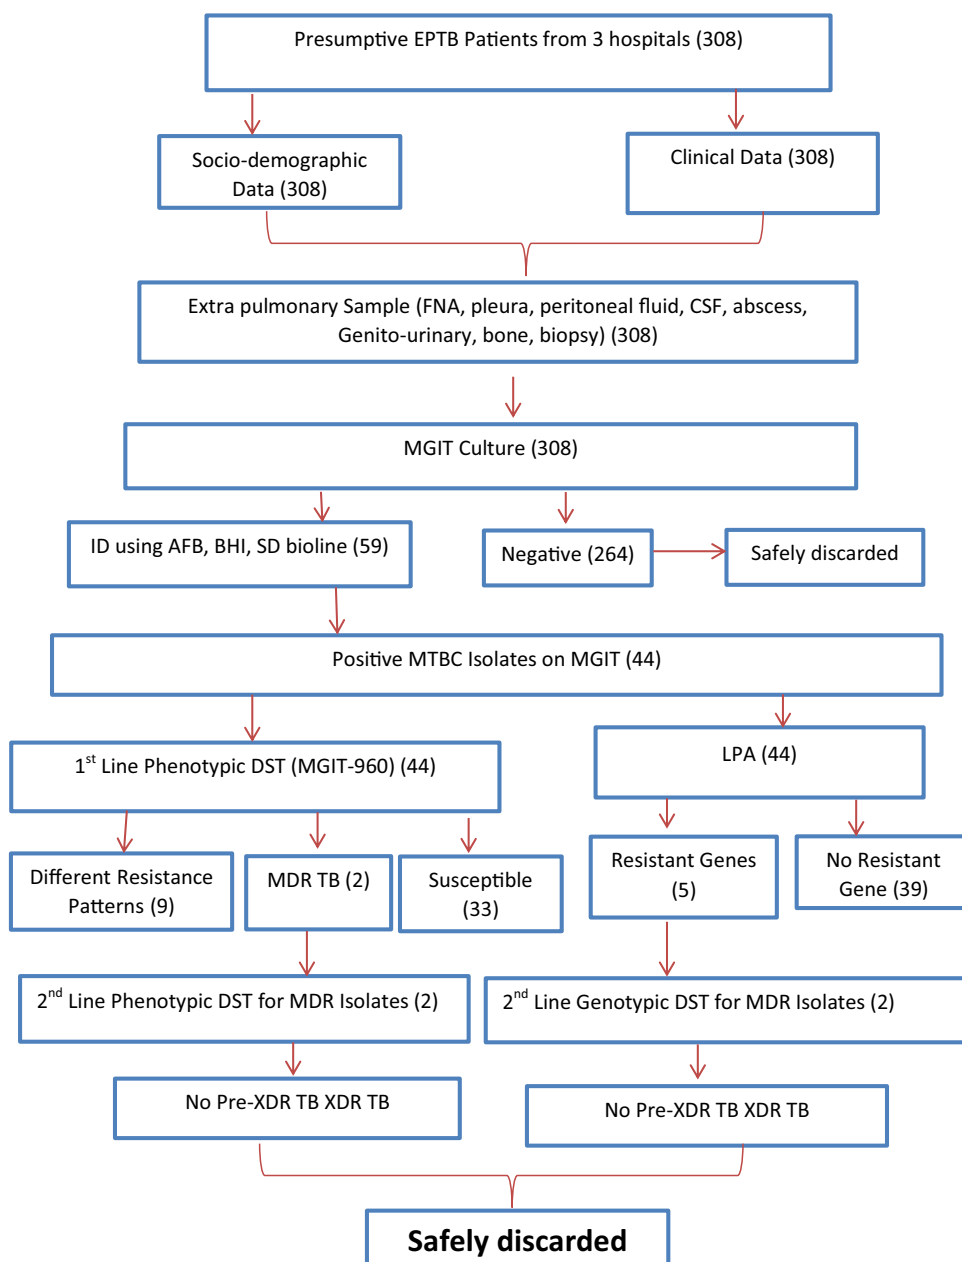 Presumptive EPTB Patients from 3 hospitals (308)
Socio-demographic
Data (308)
Clinical Data (308)
Extra pulmonary Sample (FNA, pleura, peritoneal fluid, CSF, abscess,
Genito-urinary, bone, biopsy) (308)
MGIT Culture (308)
ID using AFB, BHI, SD bioline (59)
Negative (264)
Safely discarded
Positive MTBC Isolates on MGIT (44)
1st Line Phenotypic DST (MGIT-960) (44)
LPA (44)
Different Resistance
Patterns (9)
MDR TB (2)
Susceptible
(33)
Resistant Genes
(5)
No Resistant
Gene (39)
2nd Line Phenotypic DST for MDR Isolates (2)
2nd Line Genotypic DST for MDR Isolates (2)
No Pre-XDR TB XDR TB
No Pre-XDR TB XDR TB
Safely discarded